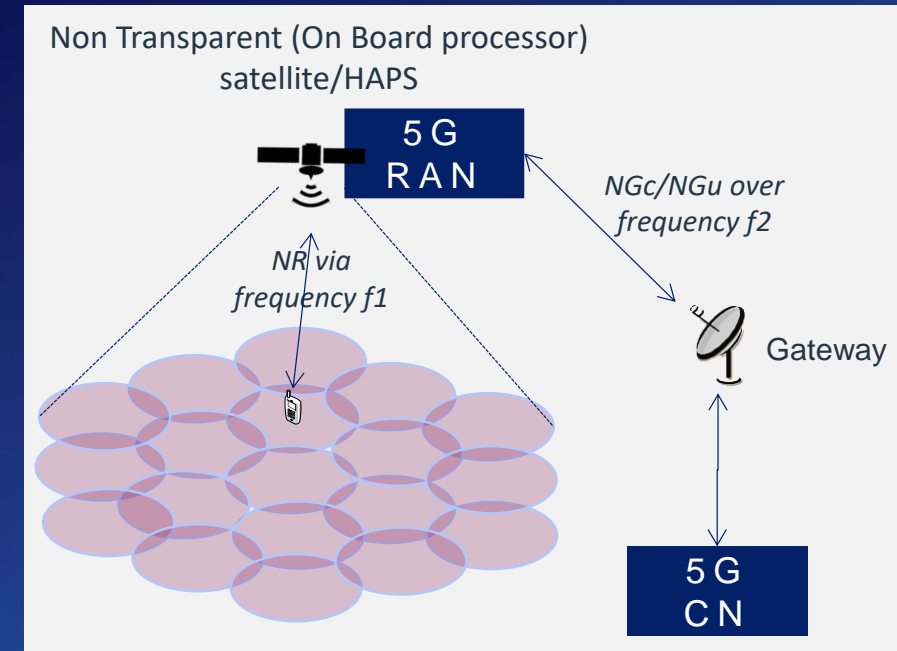 Non Transparent (On Board processor)
satellite/HAPS
5 G
R A N
NGc/NGu over
frequency f2
NR via
frequency f1
Gateway
5 G
C N